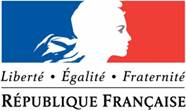 Liberté • Égalité • Fraternité
RÉPUBLIQUE FRANÇAISE